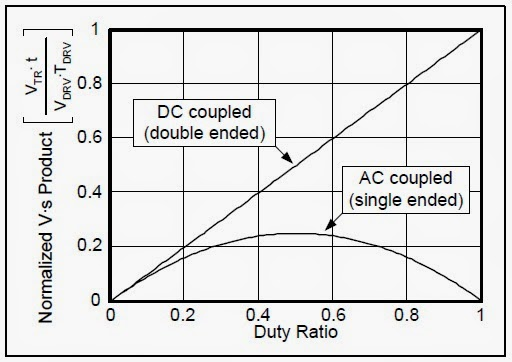 Normalized V·s Product [V_TR· t / V_DRV·T_DRV]
1
0.8
0.6
0.4
0.2
0
DC coupled
(double ended)
AC coupled
(single ended)
0 0.2 0.4 0.6 0.8 1
Duty Ratio